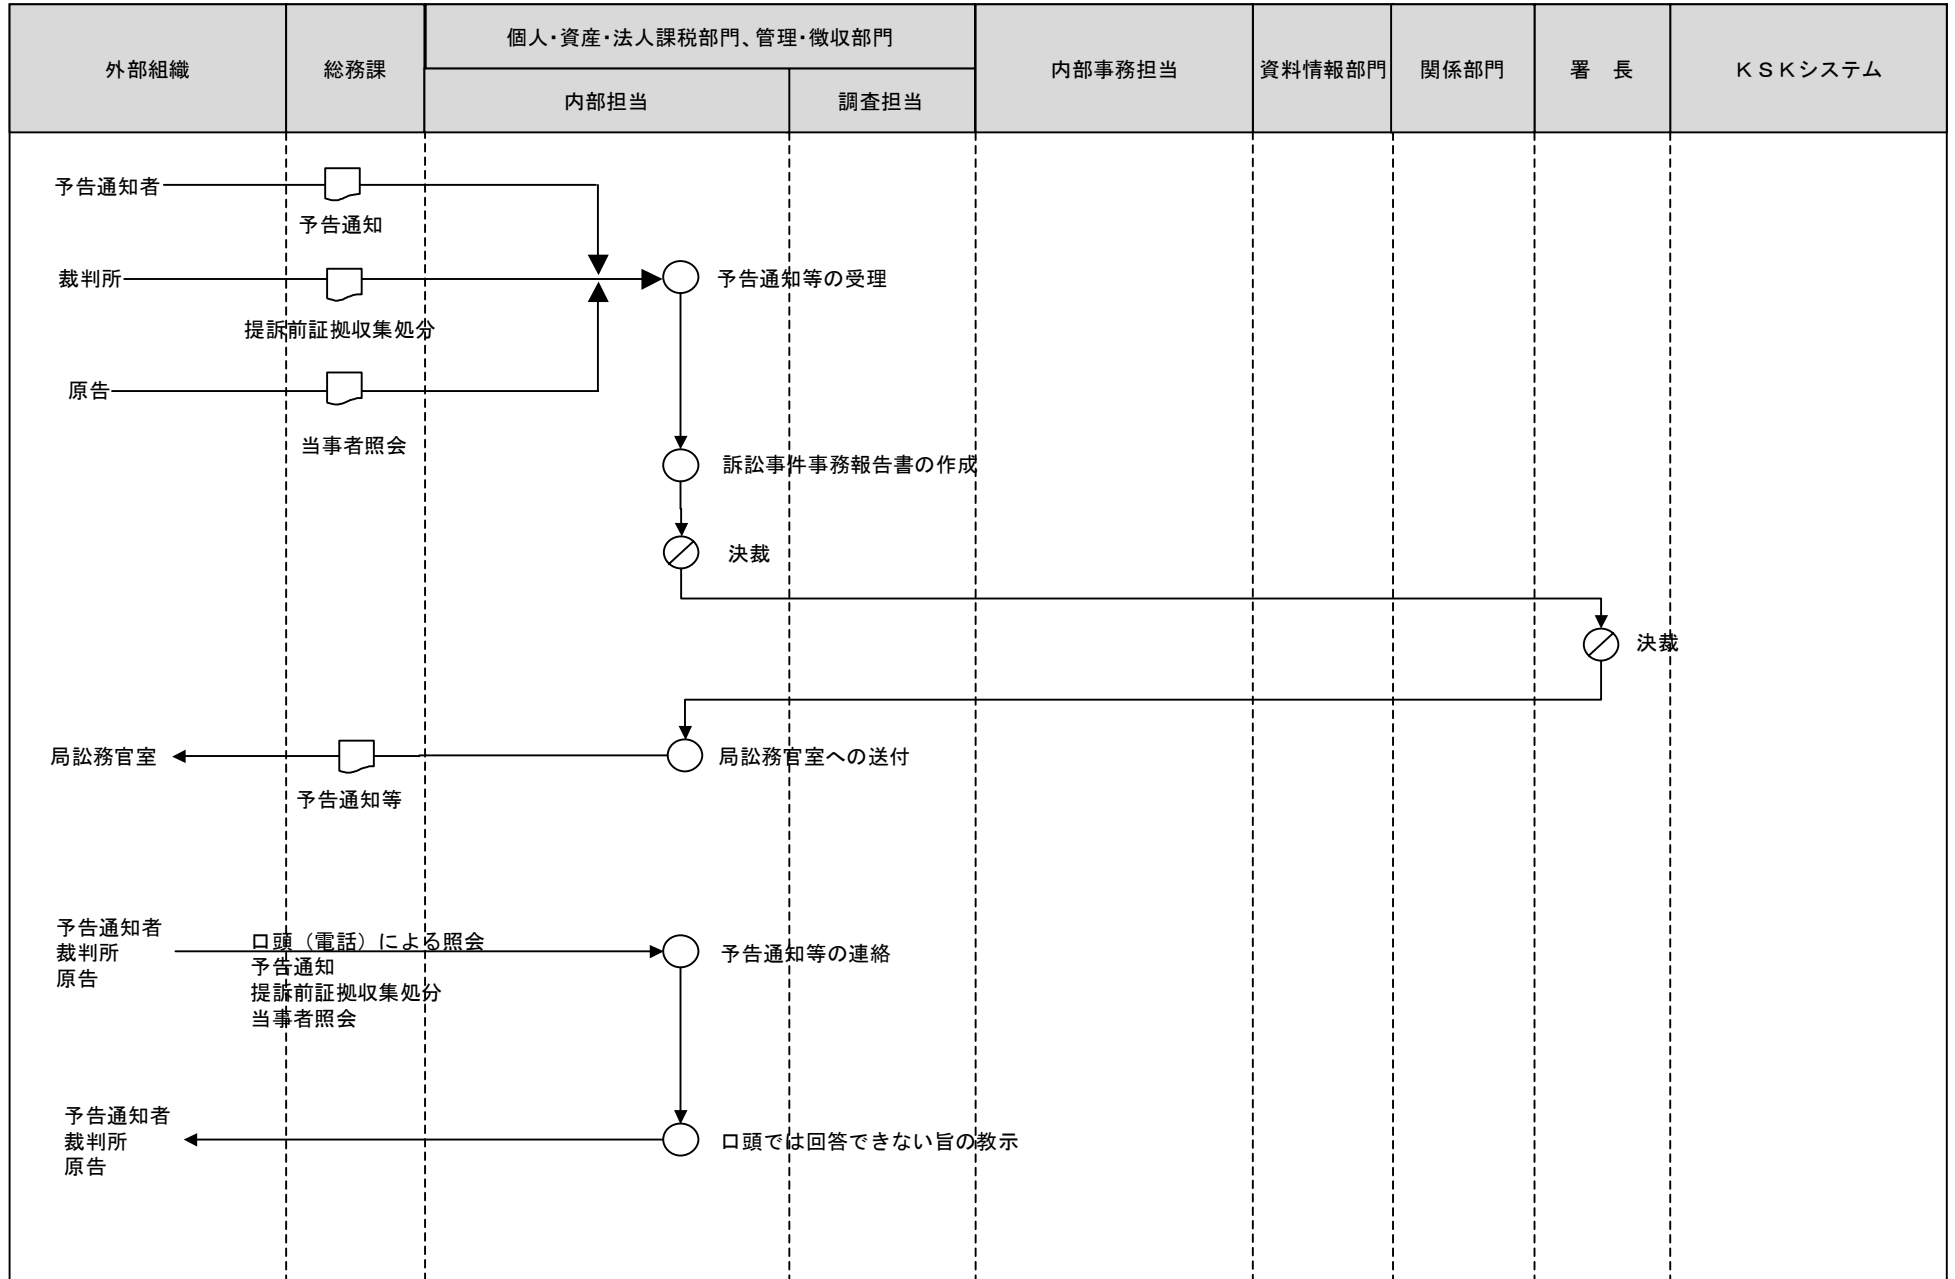 外部組織
総務課
個人・資産・法人課税部門、管理・徴収部門
内部担当
調査担当
内部事務担当
資料情報部門
関係部門
署　長
ＫＳＫシステム
予告通知者
予告通知
裁判所
予告通知等の受理
提訴前証拠収集処分
原告
当事者照会
訴訟事件事務報告書の作成
決裁
決裁
局訟務官室
局訟務官室への送付
予告通知等
予告通知者
裁判所
原告
口頭（電話）による照会
予告通知
提訴前証拠収集処分
当事者照会
予告通知等の連絡
予告通知者
裁判所
原告
口頭では回答できない旨の教示